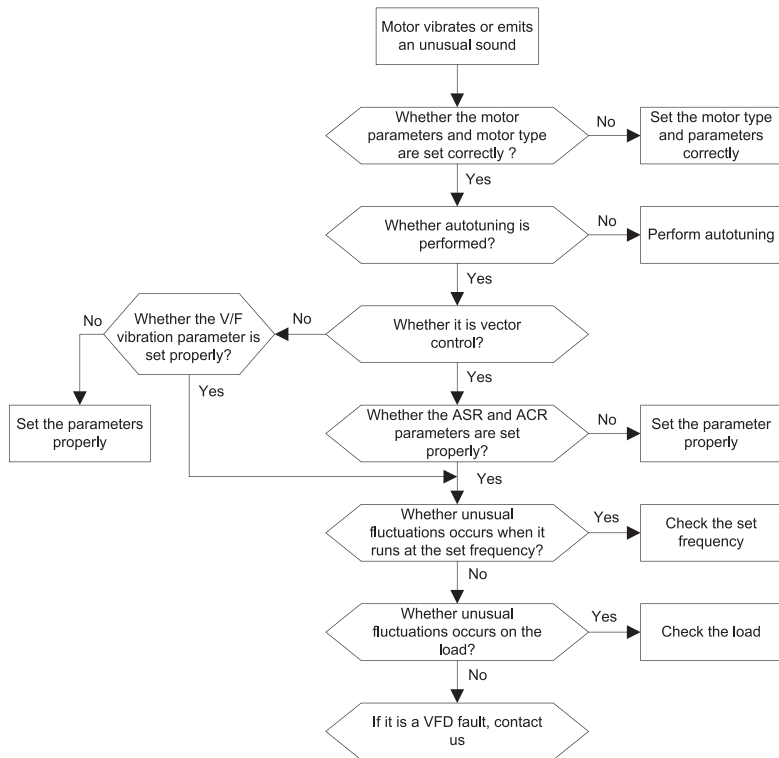 Motor vibrates or emits
an unusual sound
Whether the motor
parameters and motor type
are set correctly ?
No
Set the motor type
and parameters
correctly
Yes
Whether autotuning is
performed?
No
Perform autotuning
Yes
No
Whether the V/F
vibration parameter is
set properly?
No
Whether it is vector
control?
Yes
Yes
Set the parameters
properly
Whether the ASR and ACR
parameters are set
properly?
No
Set the parameter
properly
Yes
Whether unusual
fluctuations occurs when it
runs at the set frequency?
Yes
Check the set
frequency
No
Whether unusual
fluctuations occurs on the
load?
Yes
Check the load
No
If it is a VFD fault, contact
us